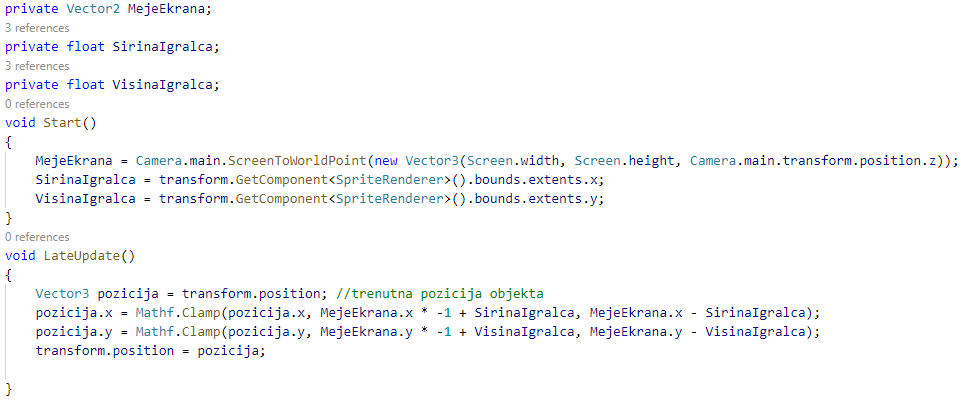 private Vector2 MejeEkrana;
3 references
private float SirinaIgralca;
3 references
private float VisinaIgralca;
0 references
void Start()
{
    MejeEkrana = Camera.main.ScreenToWorldPoint(new Vector3(Screen.width, Screen.height, Camera.main.transform.position.z));
    SirinaIgralca = transform.GetComponent<SpriteRenderer>().bounds.extents.x;
    VisinaIgralca = transform.GetComponent<SpriteRenderer>().bounds.extents.y;
}
0 references
void LateUpdate()
{
    Vector3 pozicija = transform.position; //trenutna pozicija objekta
    pozicija.x = Mathf.Clamp(pozicija.x, MejeEkrana.x * -1 + SirinaIgralca, MejeEkrana.x - SirinaIgralca);
    pozicija.y = Mathf.Clamp(pozicija.y, MejeEkrana.y * -1 + VisinaIgralca, MejeEkrana.y - VisinaIgralca);
    transform.position = pozicija;
}